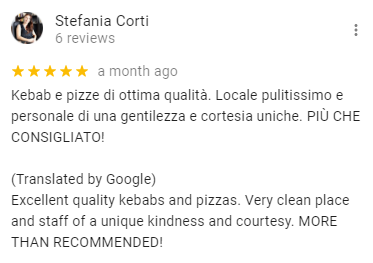 Stefania Corti
6 reviews
a month ago
Kebab e pizze di ottima qualità. Locale pulitissimo e
personale di una gentilezza e cortesia uniche. PIÙ CHE
CONSIGLIATO!
(Translated by Google)
Excellent quality kebabs and pizzas. Very clean place
and staff of a unique kindness and courtesy. MORE
THAN RECOMMENDED!